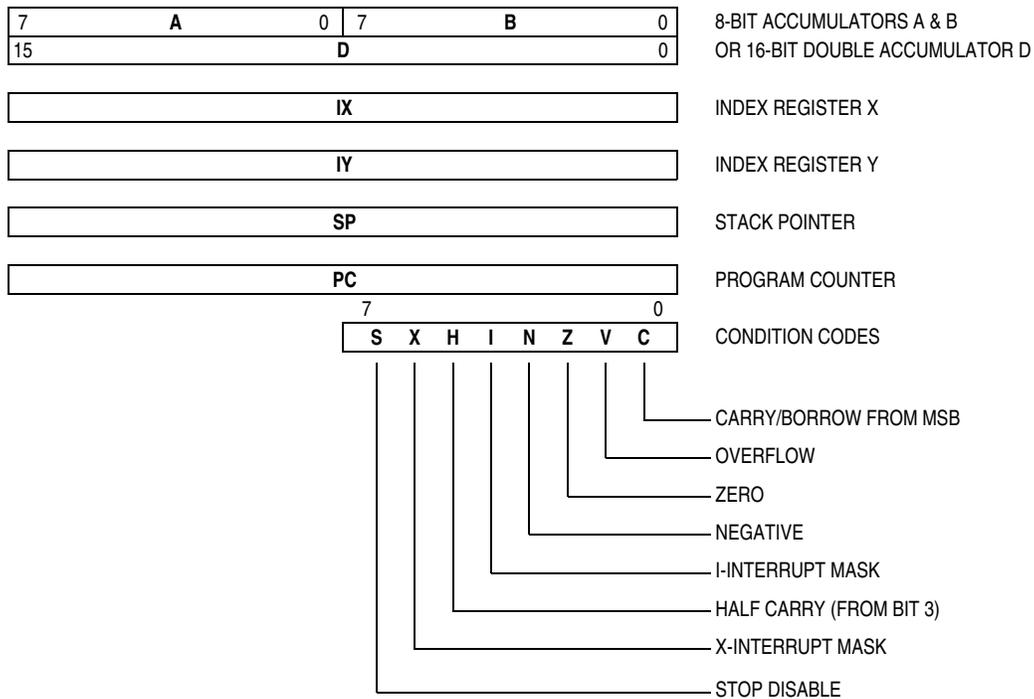 7 A 0 7 B 0 8-BIT ACCUMULATORS A & B
15 D 0 OR 16-BIT DOUBLE ACCUMULATOR D
IX INDEX REGISTER X
IY INDEX REGISTER Y
SP STACK POINTER
PC PROGRAM COUNTER
7 0
S X H I N Z V C CONDITION CODES
CARRY/BORROW FROM MSB
OVERFLOW
ZERO
NEGATIVE
I-INTERRUPT MASK
HALF CARRY (FROM BIT 3)
X-INTERRUPT MASK
STOP DISABLE